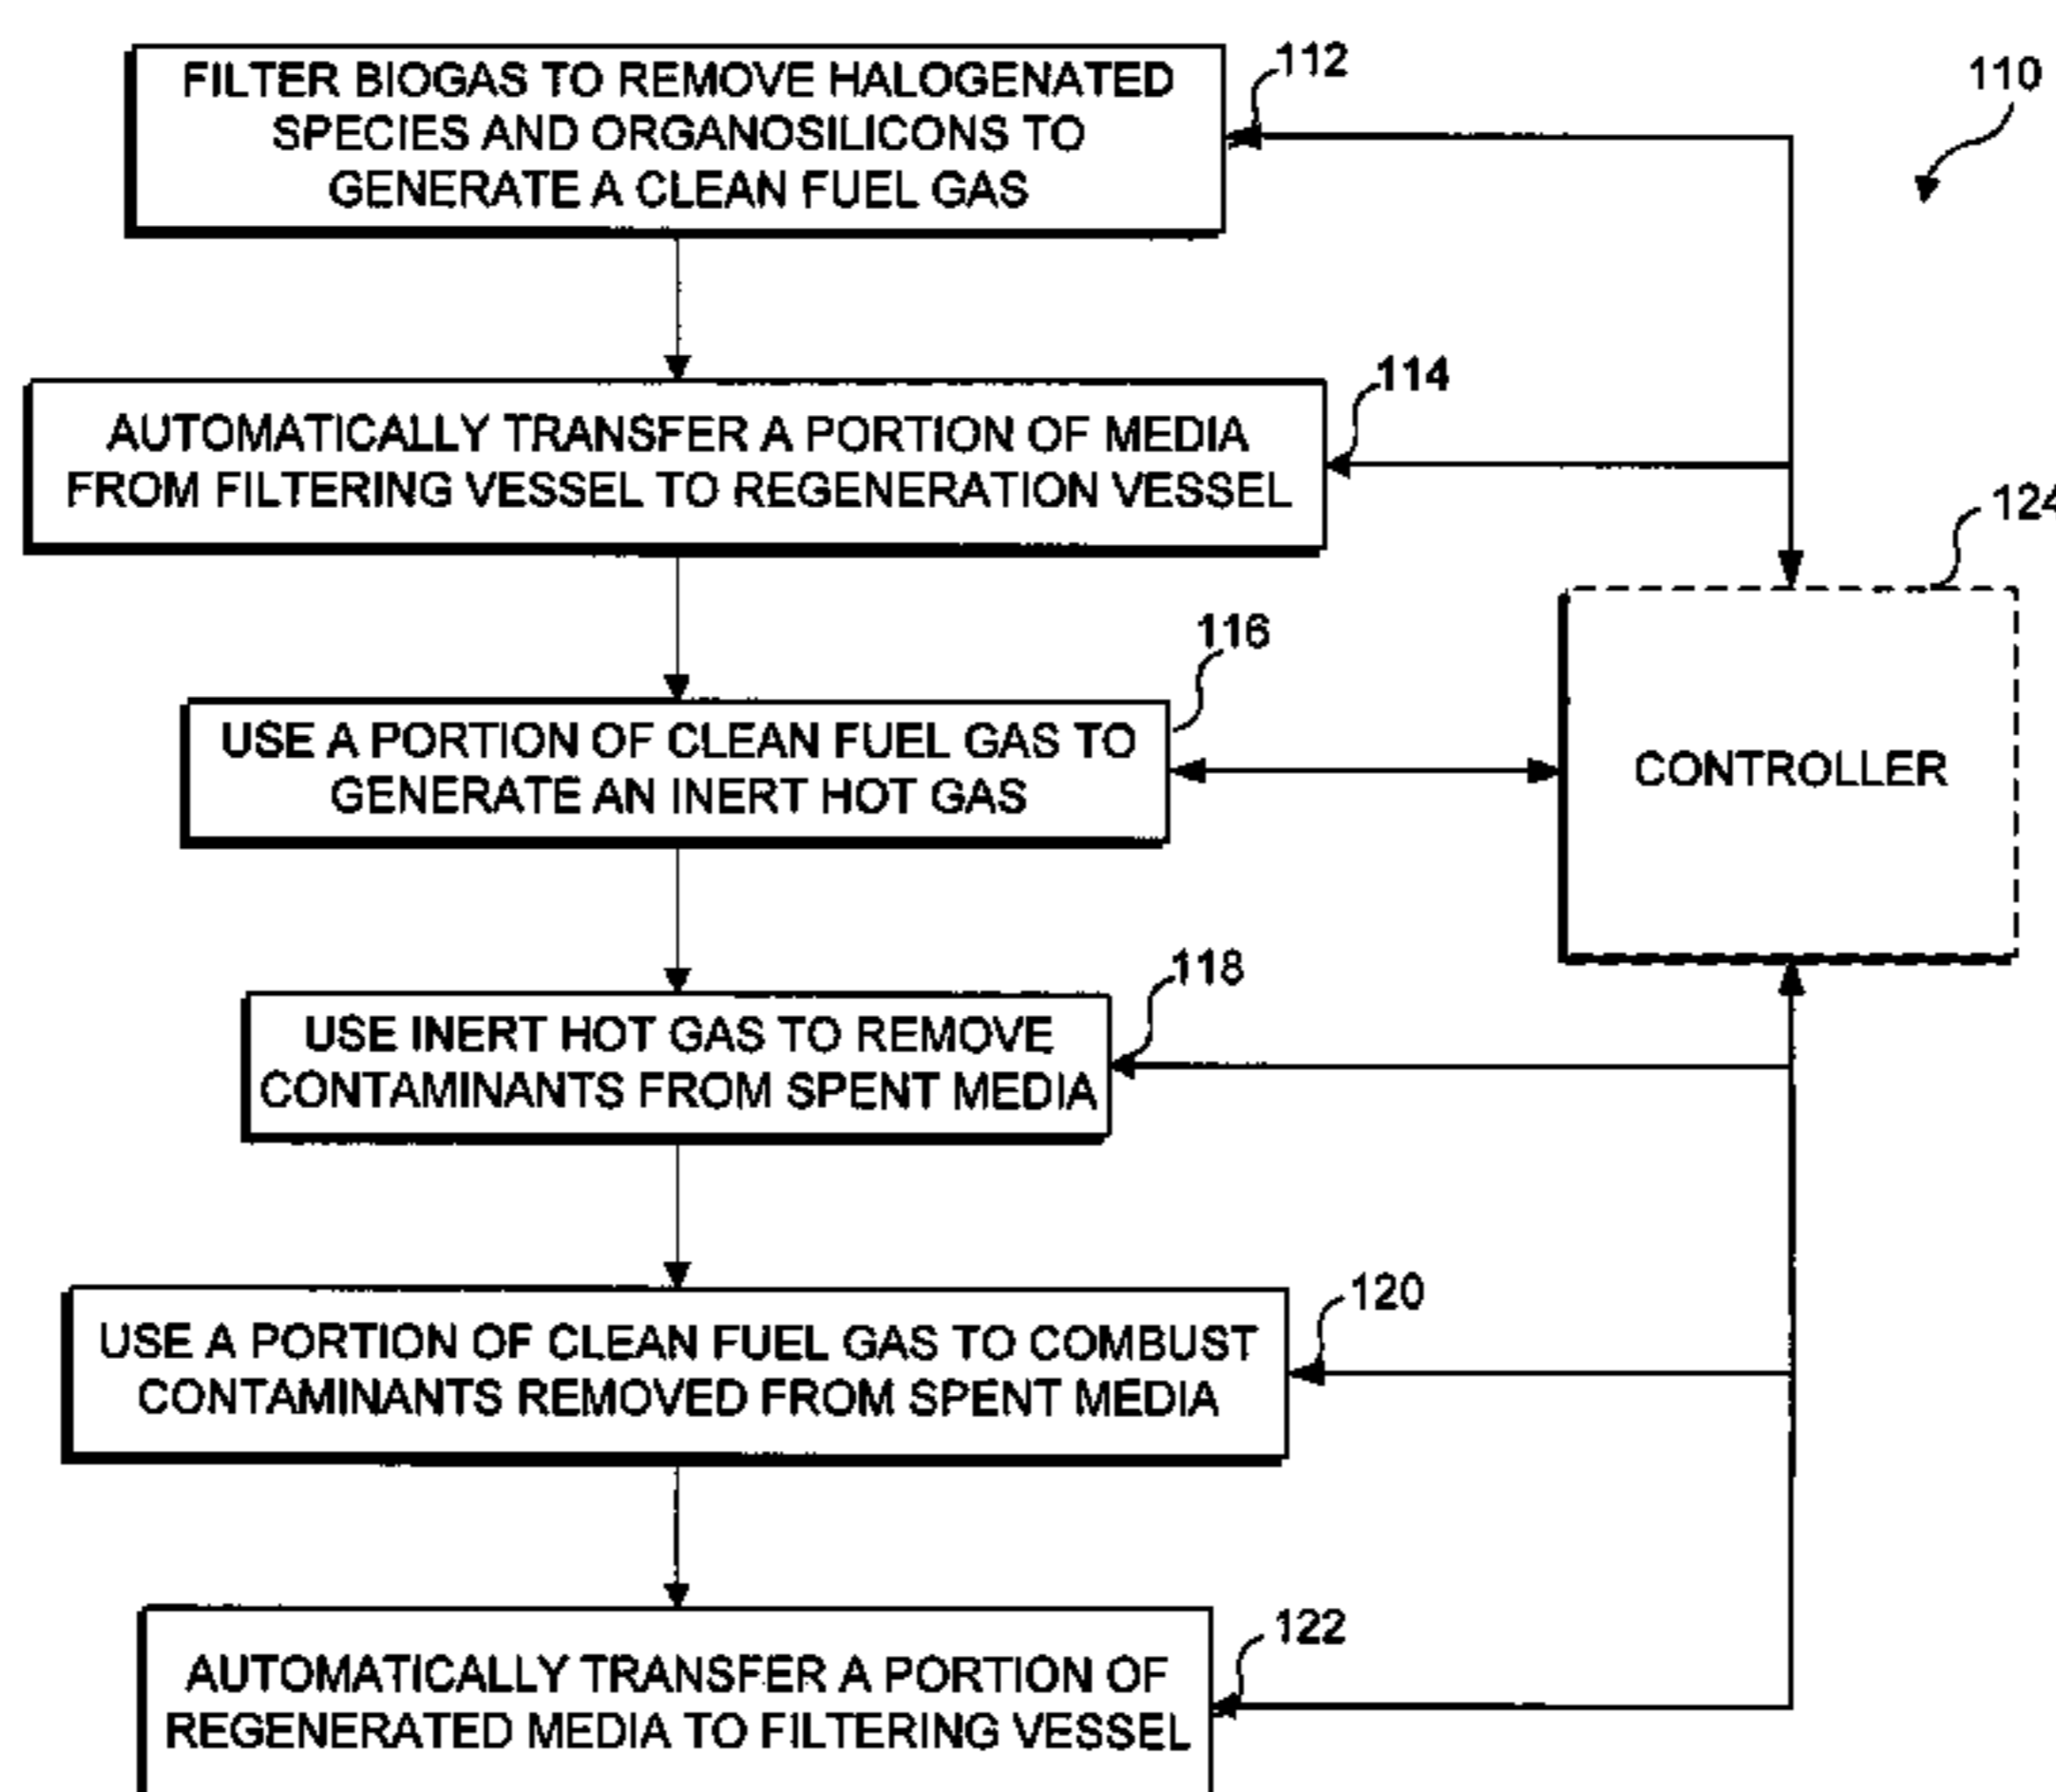 112
110
FILTER BIOGAS TO REMOVE HALOGENATED
SPECIES AND ORGANOSILICONS TO
GENERATE A CLEAN FUEL GAS
114
AUTOMATICALLY TRANSFER A PORTION OF MEDIA
FROM FILTERING VESSEL TO REGENERATION VESSEL
124
116
USE A PORTION OF CLEAN FUEL GAS TO
GENERATE AN INERT HOT GAS
CONTROLLER
118
USE INERT HOT GAS TO REMOVE
CONTAMINANTS FROM SPENT MEDIA
120
USE A PORTION OF CLEAN FUEL GAS TO COMBUST
CONTAMINANTS REMOVED FROM SPENT MEDIA
122
AUTOMATICALLY TRANSFER A PORTION OF
REGENERATED MEDIA TO FILTERING VESSEL